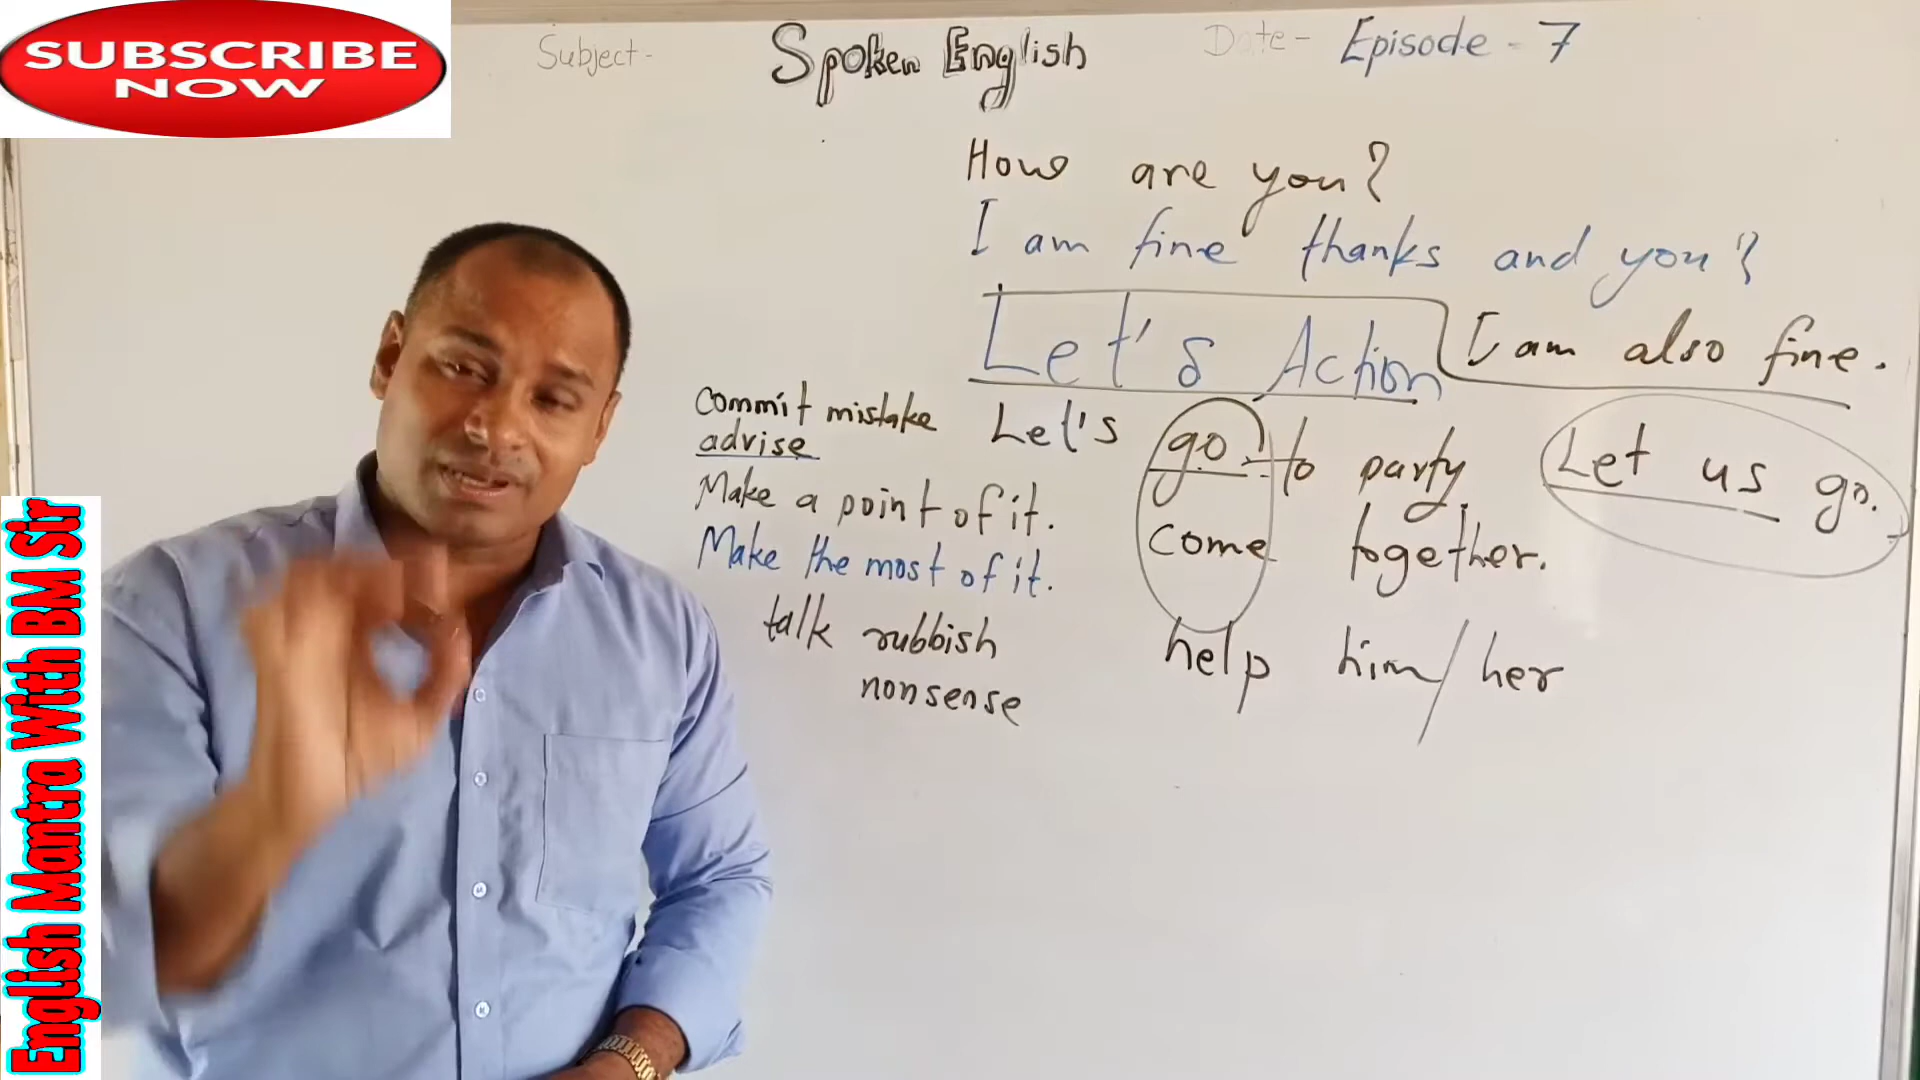 SUBSCRIBE
NOW
Subject-
Spoken English
Date- Episode - 7
How are you?
I am fine thanks and you?
Let's Action
I am also fine.
Let's go to party
come together.
help him/her
Let us go.
commit mistake
advise
Make a point of it.
Make the most of it.
talk rubbish
nonsense
English Mantra With BM Sir